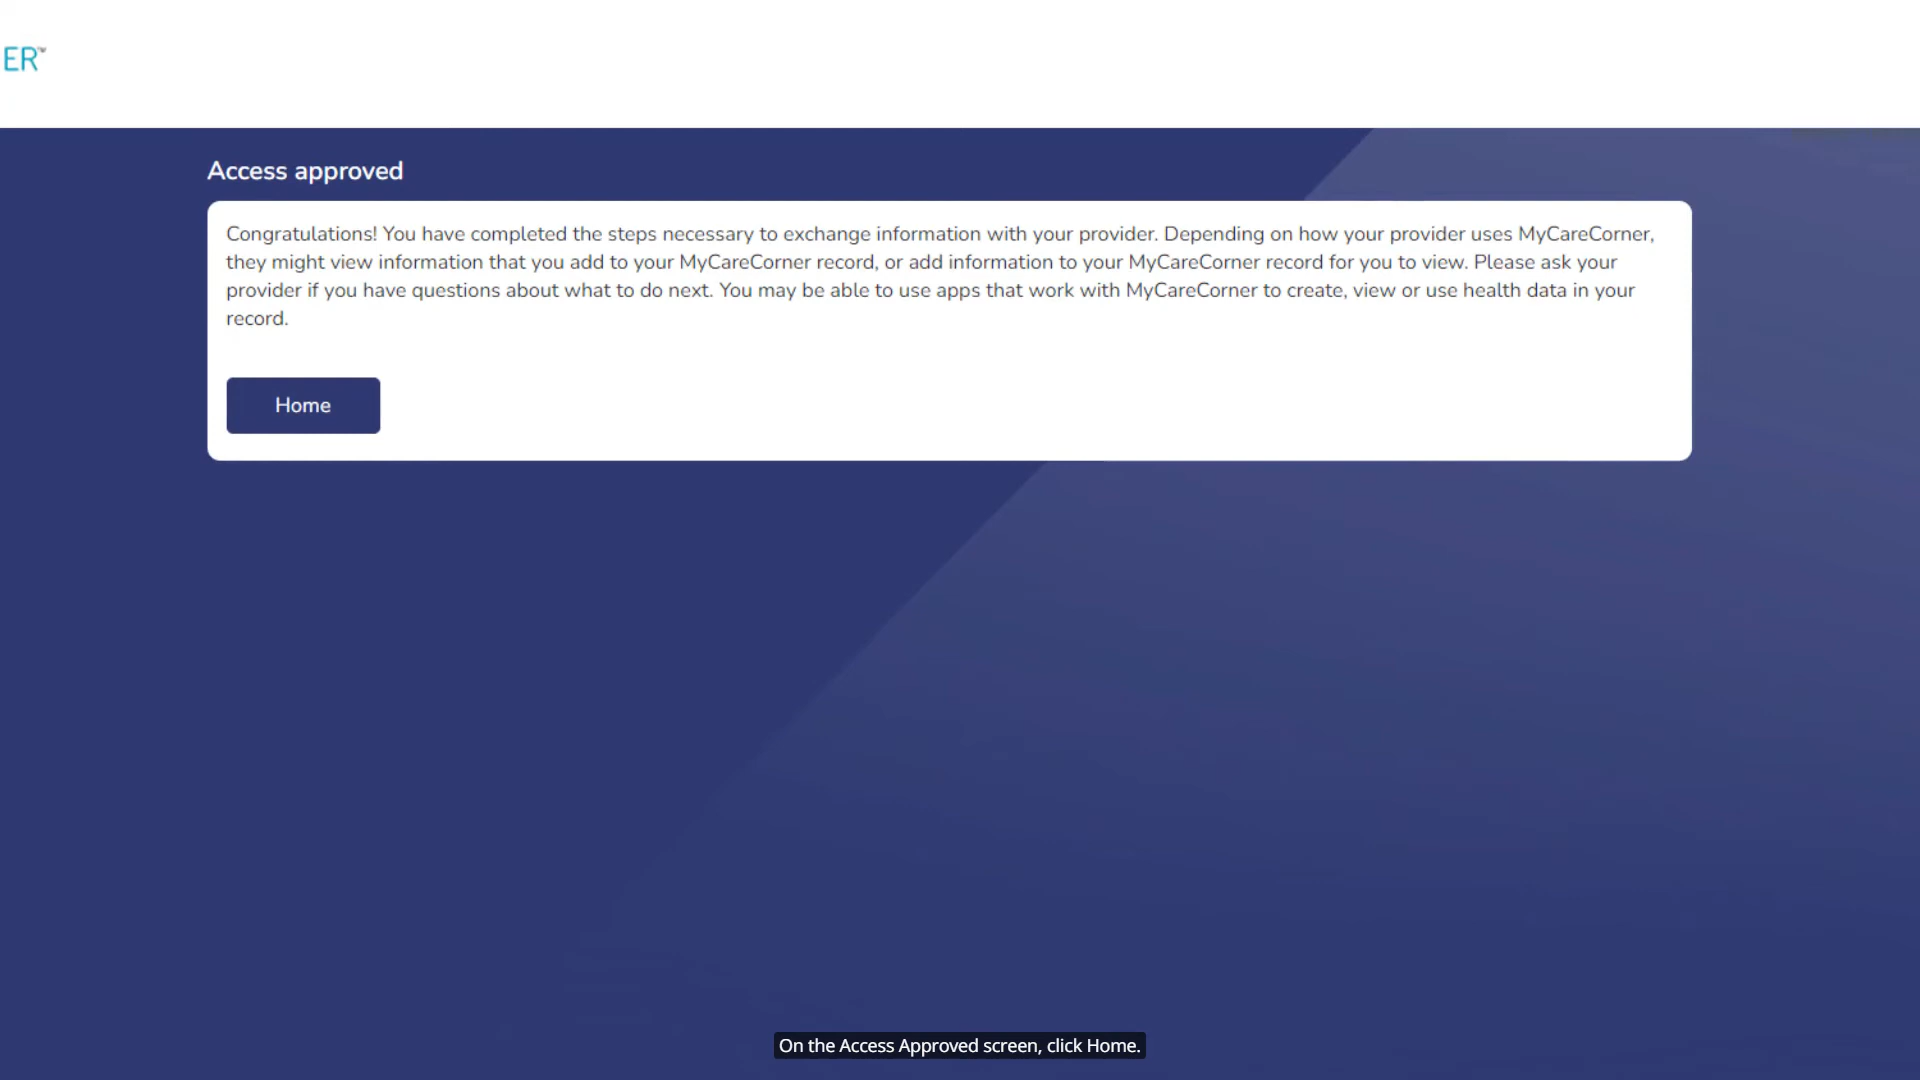 ER™
Access approved
Congratulations! You have completed the steps necessary to exchange information with your provider. Depending on how your provider uses MyCareCorner,
they might view information that you add to your MyCareCorner record, or add information to your MyCareCorner record for you to view. Please ask your
provider if you have questions about what to do next. You may be able to use apps that work with MyCareCorner to create, view or use health data in your
record.
Home
On the Access Approved screen, click Home.